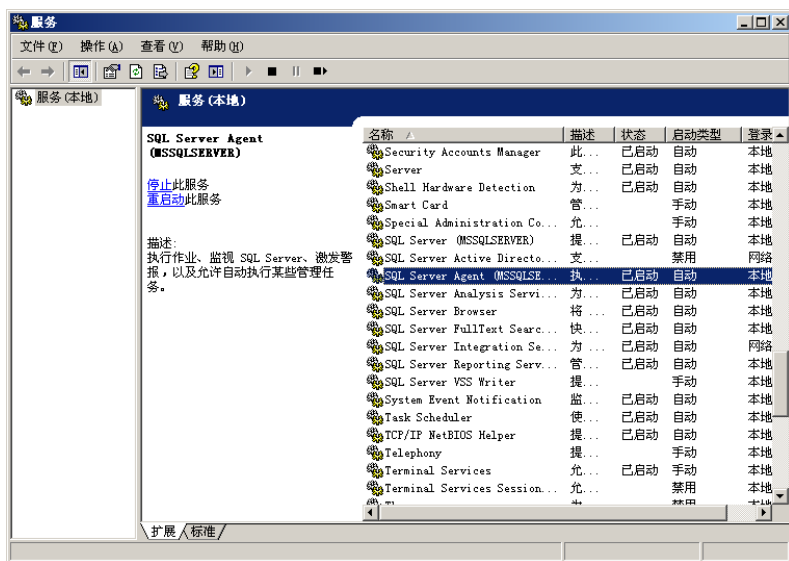 服务
文件(F) 操作(A) 查看(V) 帮助(H)
服务(本地)
服务(本地)
SQL Server Agent
(MSSQLSERVER)
停止此服务
重启动此服务
描述:
执行作业、监视 SQL Server、激发警
报，以及允许自动执行某些管理任
务。
名称 描述 状态 启动类型 登录
Security Accounts Manager 此... 已启动 自动 本地
Server 支... 已启动 自动 本地
Shell Hardware Detection 为... 已启动 自动 本地
Smart Card 管... 手动 本地
Special Administration Co... 允... 手动 本地
SQL Server (MSSQLSERVER) 提... 已启动 自动 本地
SQL Server Active Directo... 支... 禁用 网络
SQL Server Agent (MSSQLSE... 执... 已启动 自动 本地
SQL Server Analysis Servi... 为... 已启动 自动 本地
SQL Server Browser 将 ... 已启动 自动 本地
SQL Server FullText Searc... 快... 已启动 自动 本地
SQL Server Integration Se... 为 ... 已启动 自动 网络
SQL Server Reporting Serv... 管... 已启动 自动 本地
SQL Server VSS Writer 提... 手动 本地
System Event Notification 监... 已启动 自动 本地
Task Scheduler 使... 已启动 自动 本地
TCP/IP NetBIOS Helper 提... 已启动 自动 本地
Telephony 提... 手动 本地
Terminal Services 允... 已启动 手动 本地
Terminal Services Session... 允... 禁用 本地
扩展 标准